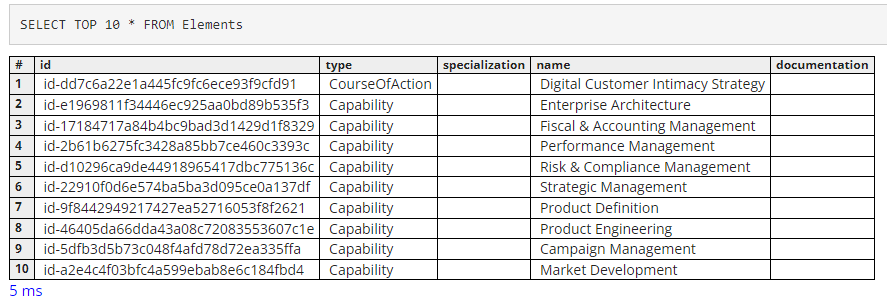 SELECT TOP 10 * FROM Elements
# id type specialization name documentation
1 id-dd7c6a22e1a445fc9fc6ece93f9cfd91 CourseOfAction Digital Customer Intimacy Strategy
2 id-e1969811f34446ec925aa0bd89b535f3 Capability Enterprise Architecture
3 id-17184717a84b4bc9bad3d1429d1f8329 Capability Fiscal & Accounting Management
4 id-2b61b6275fc3428a85bb7ce460c3393c Capability Performance Management
5 id-d10296ca9de44918965417dbc775136c Capability Risk & Compliance Management
6 id-22910f0d6e574ba5ba3d095ce0a137df Capability Strategic Management
7 id-9f8442949217427ea52716053f8f2621 Capability Product Definition
8 id-46405da66dda43a08c72083553607c1e Capability Product Engineering
9 id-5dfb3d5b73c048f4afd78d72ea335ffa Capability Campaign Management
10 id-a2e4c4f03bfc4a599ebab8e6c184fbd4 Capability Market Development
5 ms